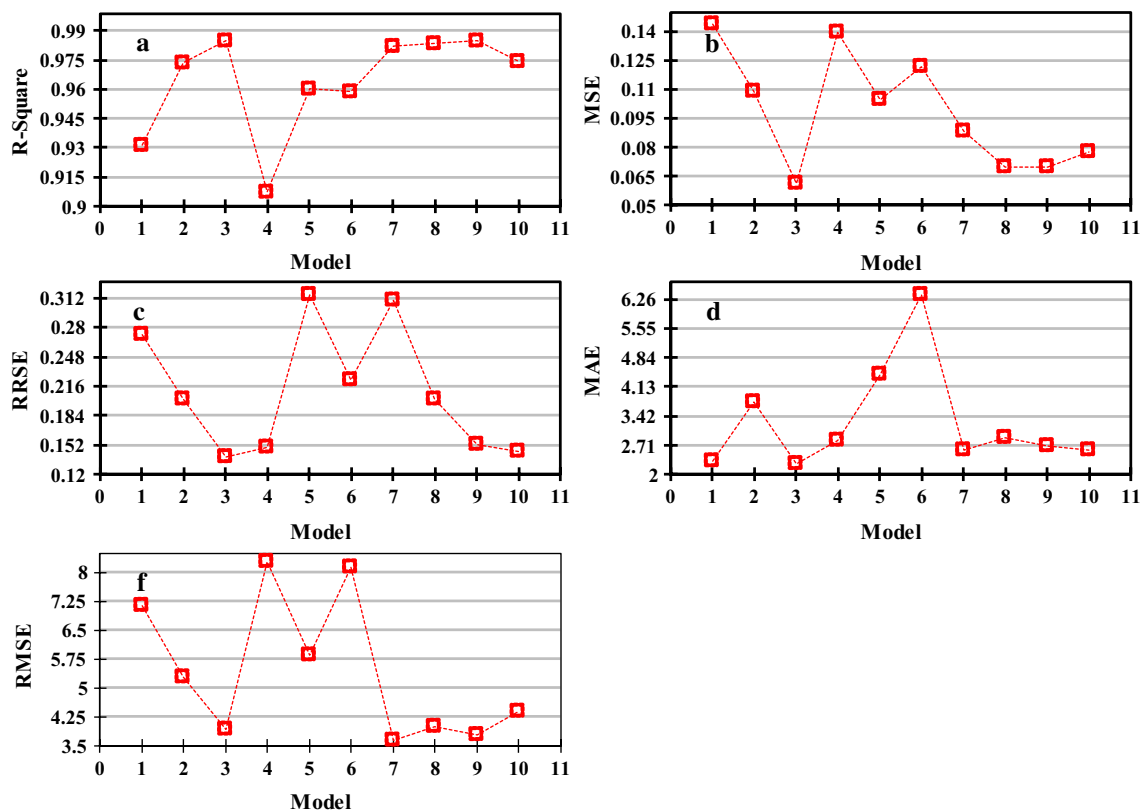 a
R-Square
0.99
0.975
0.96
0.945
0.93
0.915
0.9
0 1 2 3 4 5 6 7 8 9 10 11
Model
b
MSE
0.14
0.125
0.11
0.095
0.08
0.065
0.05
0 1 2 3 4 5 6 7 8 9 10 11
Model
c
RRSE
0.312
0.28
0.248
0.216
0.184
0.152
0.12
0 1 2 3 4 5 6 7 8 9 10 11
Model
d
MAE
6.26
5.55
4.84
4.13
3.42
2.71
2
0 1 2 3 4 5 6 7 8 9 10 11
Model
f
RMSE
8
7.25
6.5
5.75
5
4.25
3.5
0 1 2 3 4 5 6 7 8 9 10 11
Model